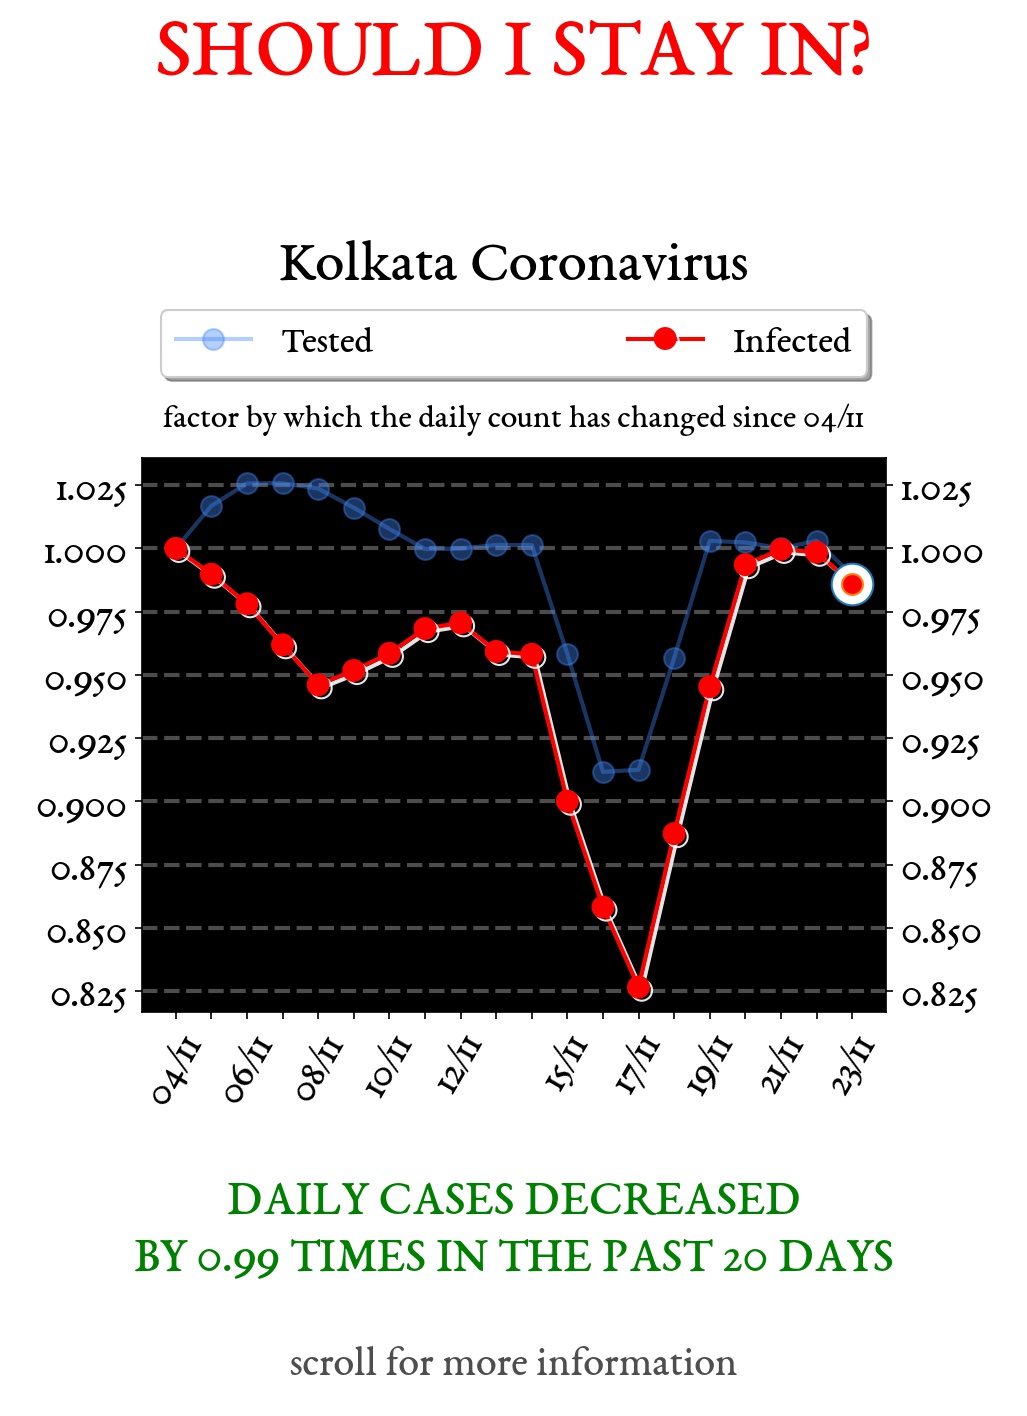 SHOULD I STAY IN?
Kolkata Coronavirus
Tested Infected
factor by which the daily count has changed since 04/11
1.025 1.025
1.000 1.000
0.975 0.975
0.950 0.950
0.925 0.925
0.900 0.900
0.875 0.875
0.850 0.850
0.825 0.825
04/11 06/11 08/11 10/11 12/11 15/11 17/11 19/11 21/11 23/11
DAILY CASES DECREASED
BY 0.99 TIMES IN THE PAST 20 DAYS
scroll for more information